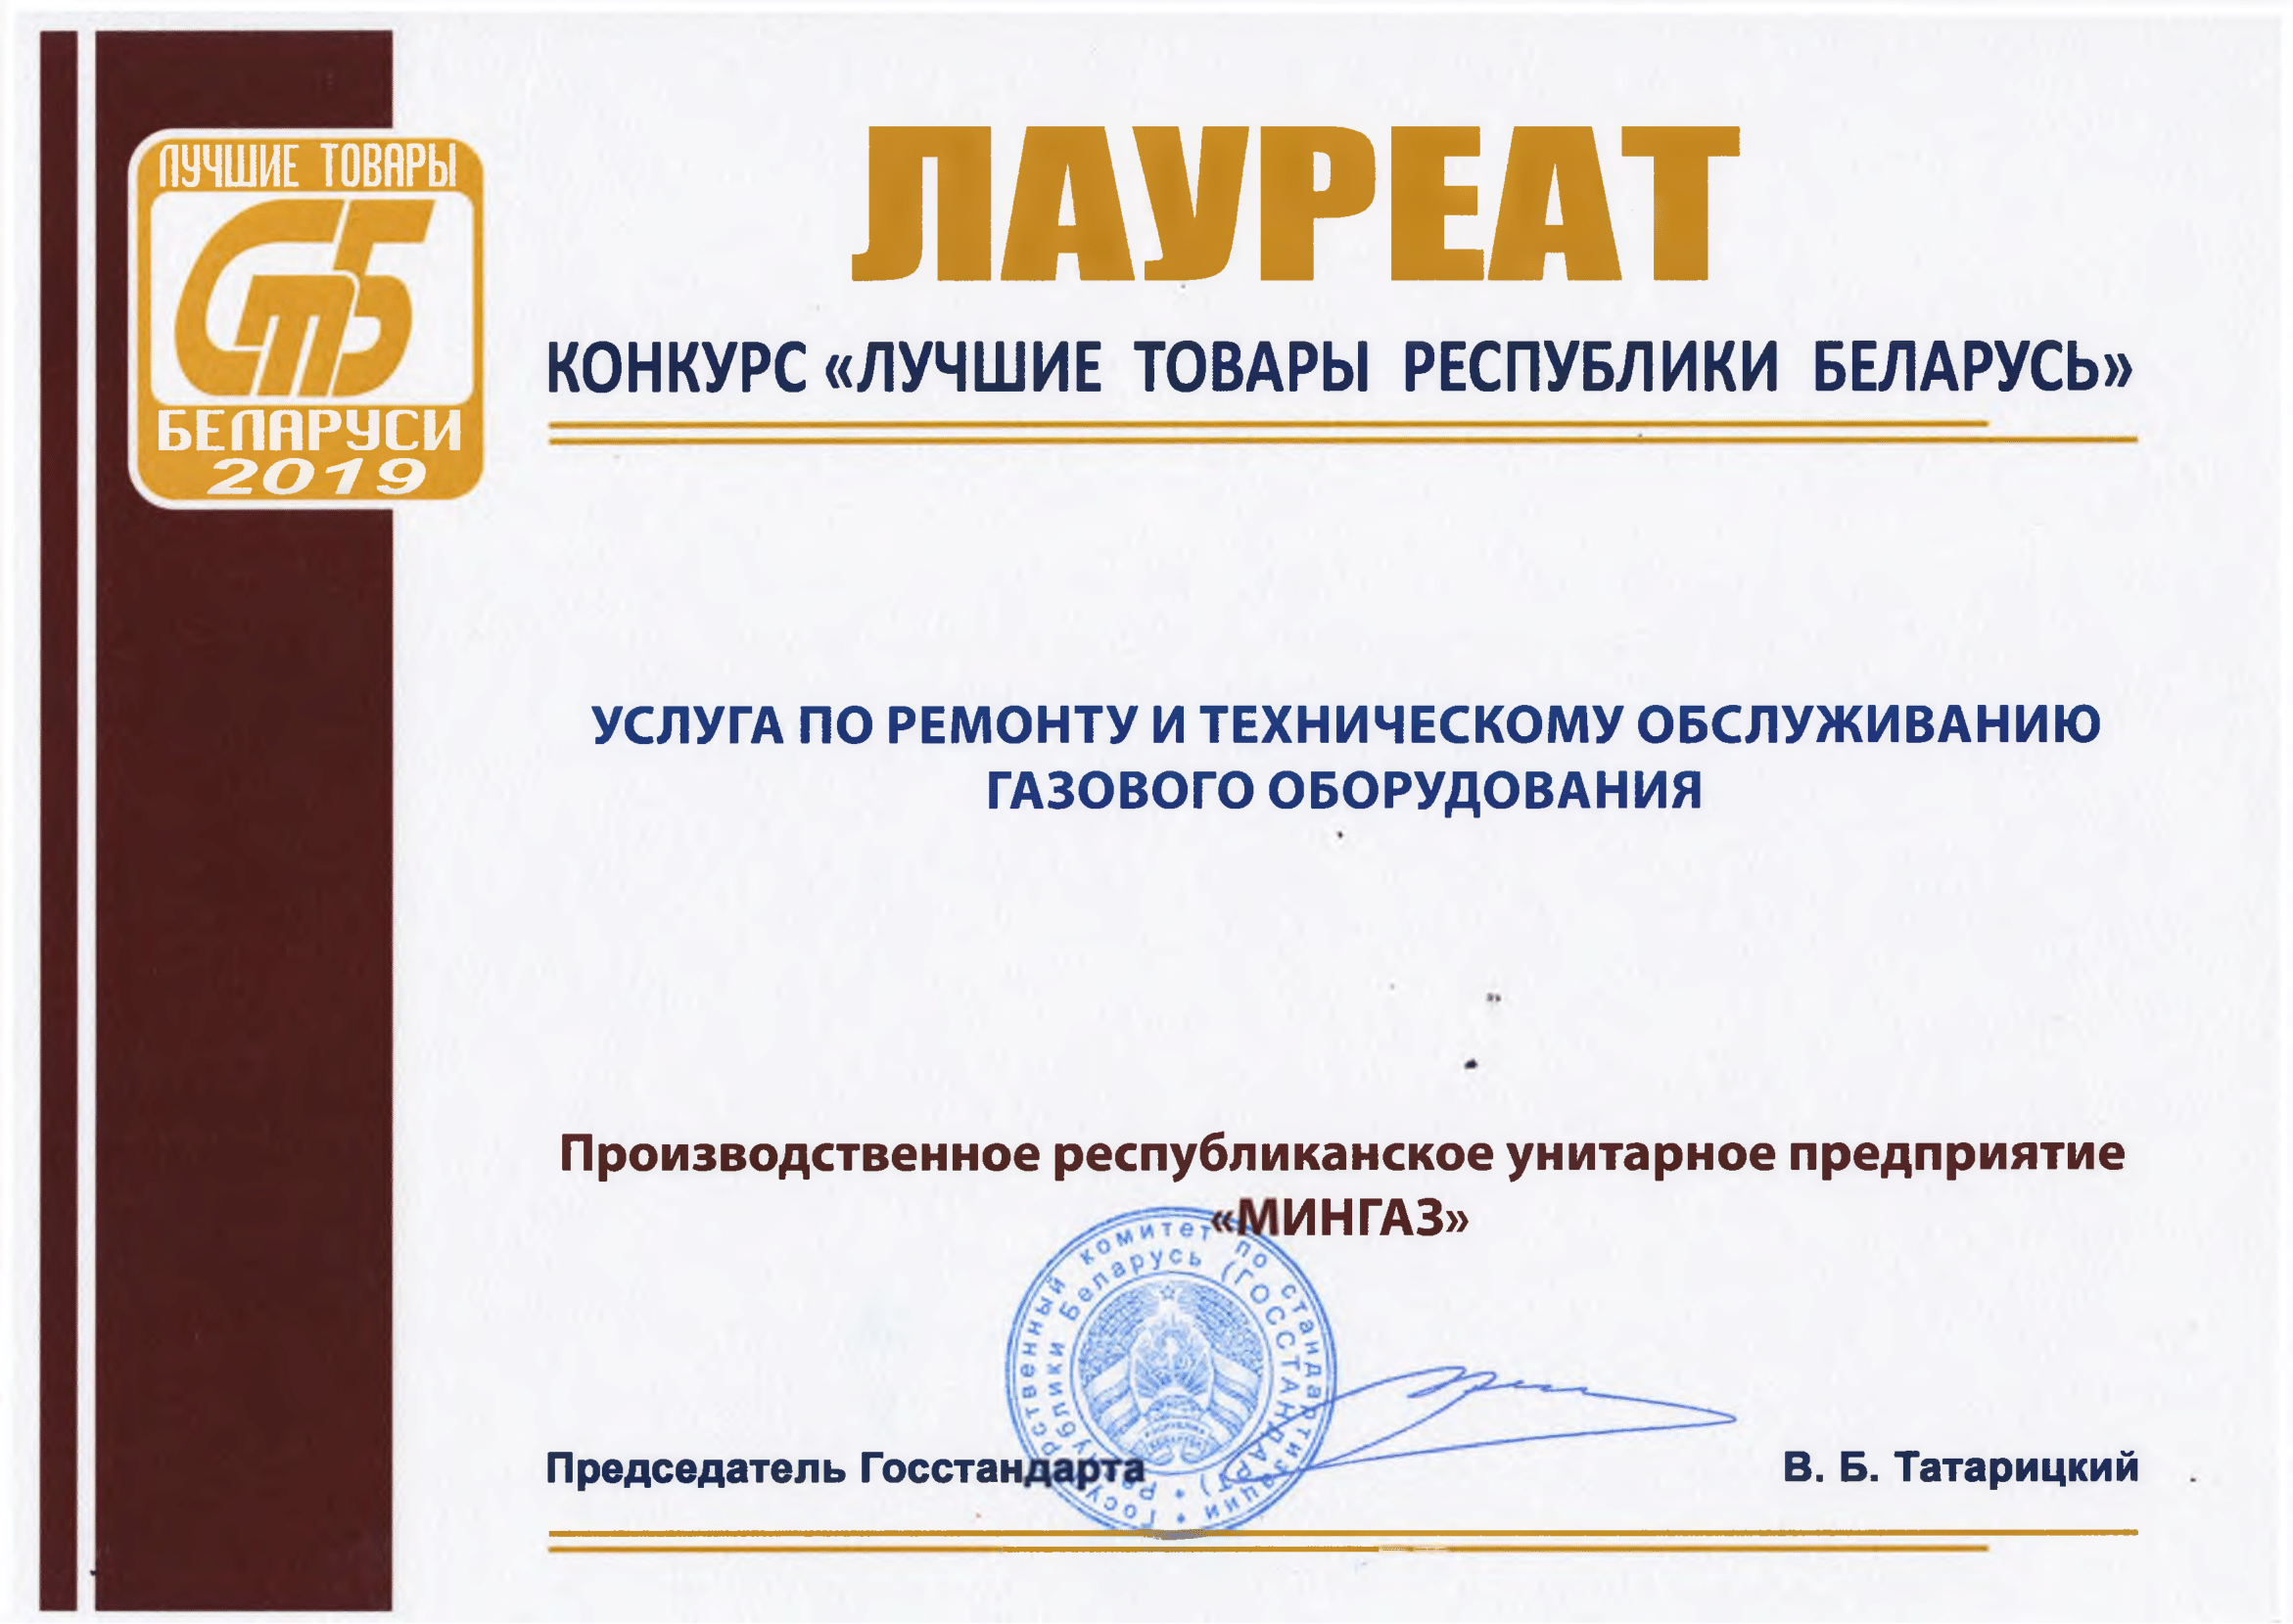 ЛУЧШИЕ ТОВАРЫ
СТБ
БЕЛАРУСИ
2019
ЛАУРЕАТ
КОНКУРС «ЛУЧШИЕ ТОВАРЫ РЕСПУБЛИКИ БЕЛАРУСЬ»
УСЛУГА ПО РЕМОНТУ И ТЕХНИЧЕСКОМУ ОБСЛУЖИВАНИЮ
ГАЗОВОГО ОБОРУДОВАНИЯ
Производственное республиканское унитарное предприятие
«МИНГАЗ»
Государственный комитет по стандартизации
Республики Беларусь (ГОССТАНДАРТ)
Председатель Госстандарта
В. Б. Татарицкий